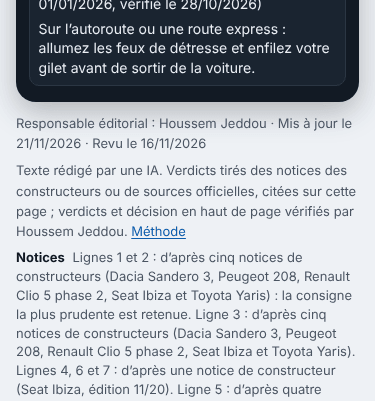 01/01/2026, vérifié le 28/10/2026)
Sur l’autoroute ou une route express :
allumez les feux de détresse et enfilez votre
gilet avant de sortir de la voiture.
Responsable éditorial : Houssem Jeddou · Mis à jour le
21/11/2026 · Revu le 16/11/2026
Texte rédigé par une IA. Verdicts tirés des notices des
constructeurs ou de sources officielles, citées sur cette
page ; verdicts et décision en haut de page vérifiés par
Houssem Jeddou. Méthode
Notices Lignes 1 et 2 : d’après cinq notices de
constructeurs (Dacia Sandero 3, Peugeot 208, Renault
Clio 5 phase 2, Seat Ibiza et Toyota Yaris) : la consigne
la plus prudente est retenue. Ligne 3 : d’après cinq
notices de constructeurs (Dacia Sandero 3, Peugeot
208, Renault Clio 5 phase 2, Seat Ibiza et Toyota Yaris).
Lignes 4, 6 et 7 : d’après une notice de constructeur
(Seat Ibiza, édition 11/20). Ligne 5 : d’après quatre